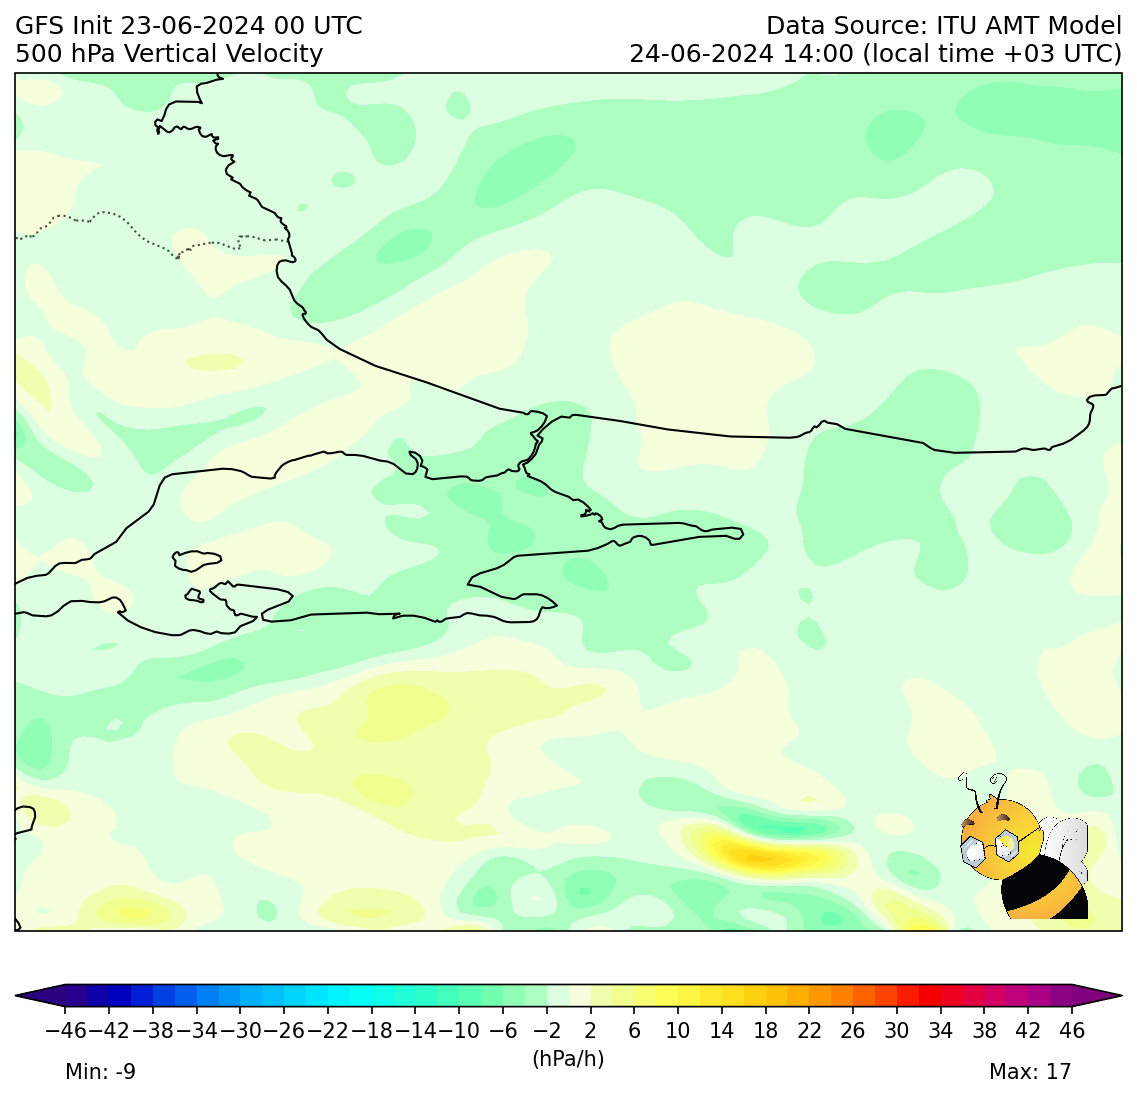 GFS Init 23-06-2024 00 UTC
Data Source: ITU AMT Model
500 hPa Vertical Velocity
24-06-2024 14:00 (local time +03 UTC)
−46 −42 −38 −34 −30 −26 −22 −18 −14 −10 −6 −2 2 6 10 14 18 22 26 30 34 38 42 46
(hPa/h)
Min: -9
Max: 17